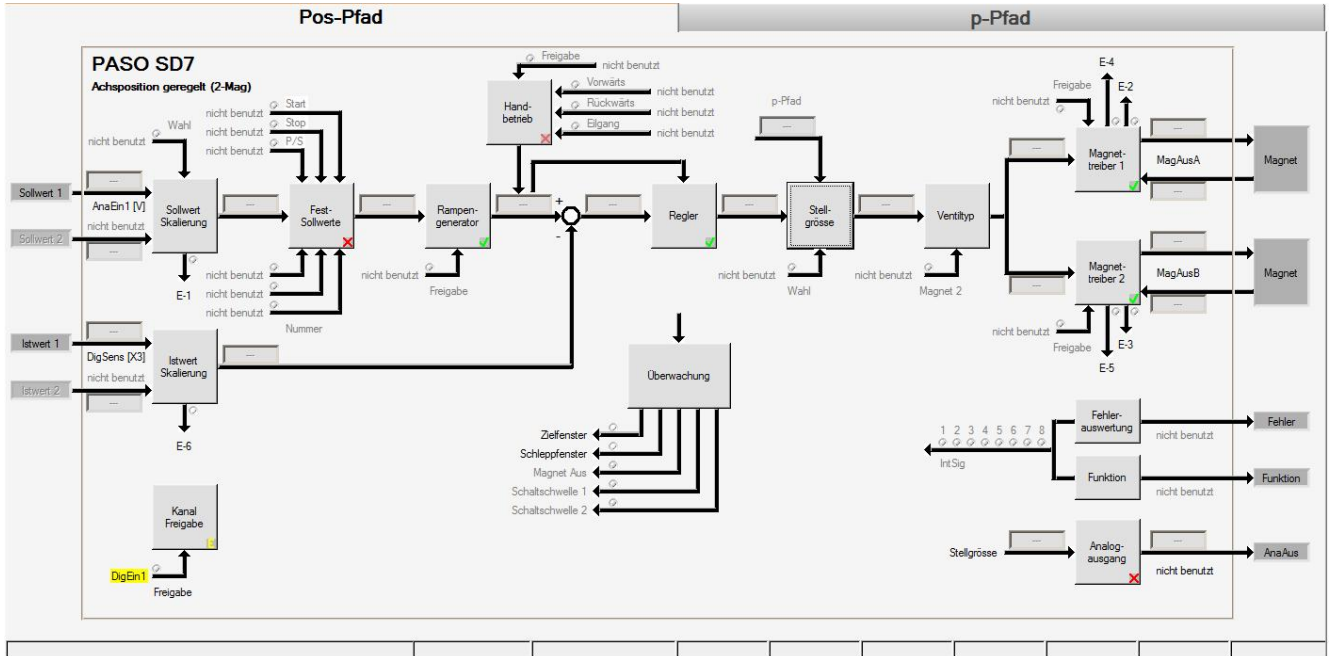 Pos-Pfad
p-Pfad
PASO SD7
Achsposition geregelt (2-Mag)
Wahl
nicht benutzt
Sollwert 1
---
AnaEin1 [V]
nicht benutzt
Sollwert 2
---
Sollwert
Skalierung
E-1
---
nicht benutzt
Start
nicht benutzt
Stop
nicht benutzt
P/S
Fest-
Sollwerte
nicht benutzt
nicht benutzt
nicht benutzt
Nummer
---
Rampen-
generator
nicht benutzt
Freigabe
Freigabe
nicht benutzt
Vorwärts
nicht benutzt
Rückwärts
nicht benutzt
Eilgang
nicht benutzt
Hand-
betrieb
---
+
-
---
Regler
---
p-Pfad
---
Stell-
grösse
nicht benutzt
Wahl
---
Ventiltyp
nicht benutzt
Magnet 2
---
E-4
Freigabe
E-2
nicht benutzt
Magnet-
treiber 1
---
MagAusA
---
Magnet
---
Magnet-
treiber 2
---
MagAusB
---
Magnet
nicht benutzt
Freigabe
E-3
E-5
Istwert 1
---
DigSens [X3]
nicht benutzt
Istwert 2
---
Istwert
Skalierung
---
E-6
Überwachung
Zielfenster
Schleppfenster
Magnet Aus
Schaltschwelle 1
Schaltschwelle 2
Kanal
Freigabe
DigEin1
Freigabe
1 2 3 4 5 6 7 8
IntSig
Fehler-
auswertung
nicht benutzt
Fehler
Funktion
nicht benutzt
Funktion
Stellgrösse
---
Analog-
ausgang
---
nicht benutzt
AnaAus